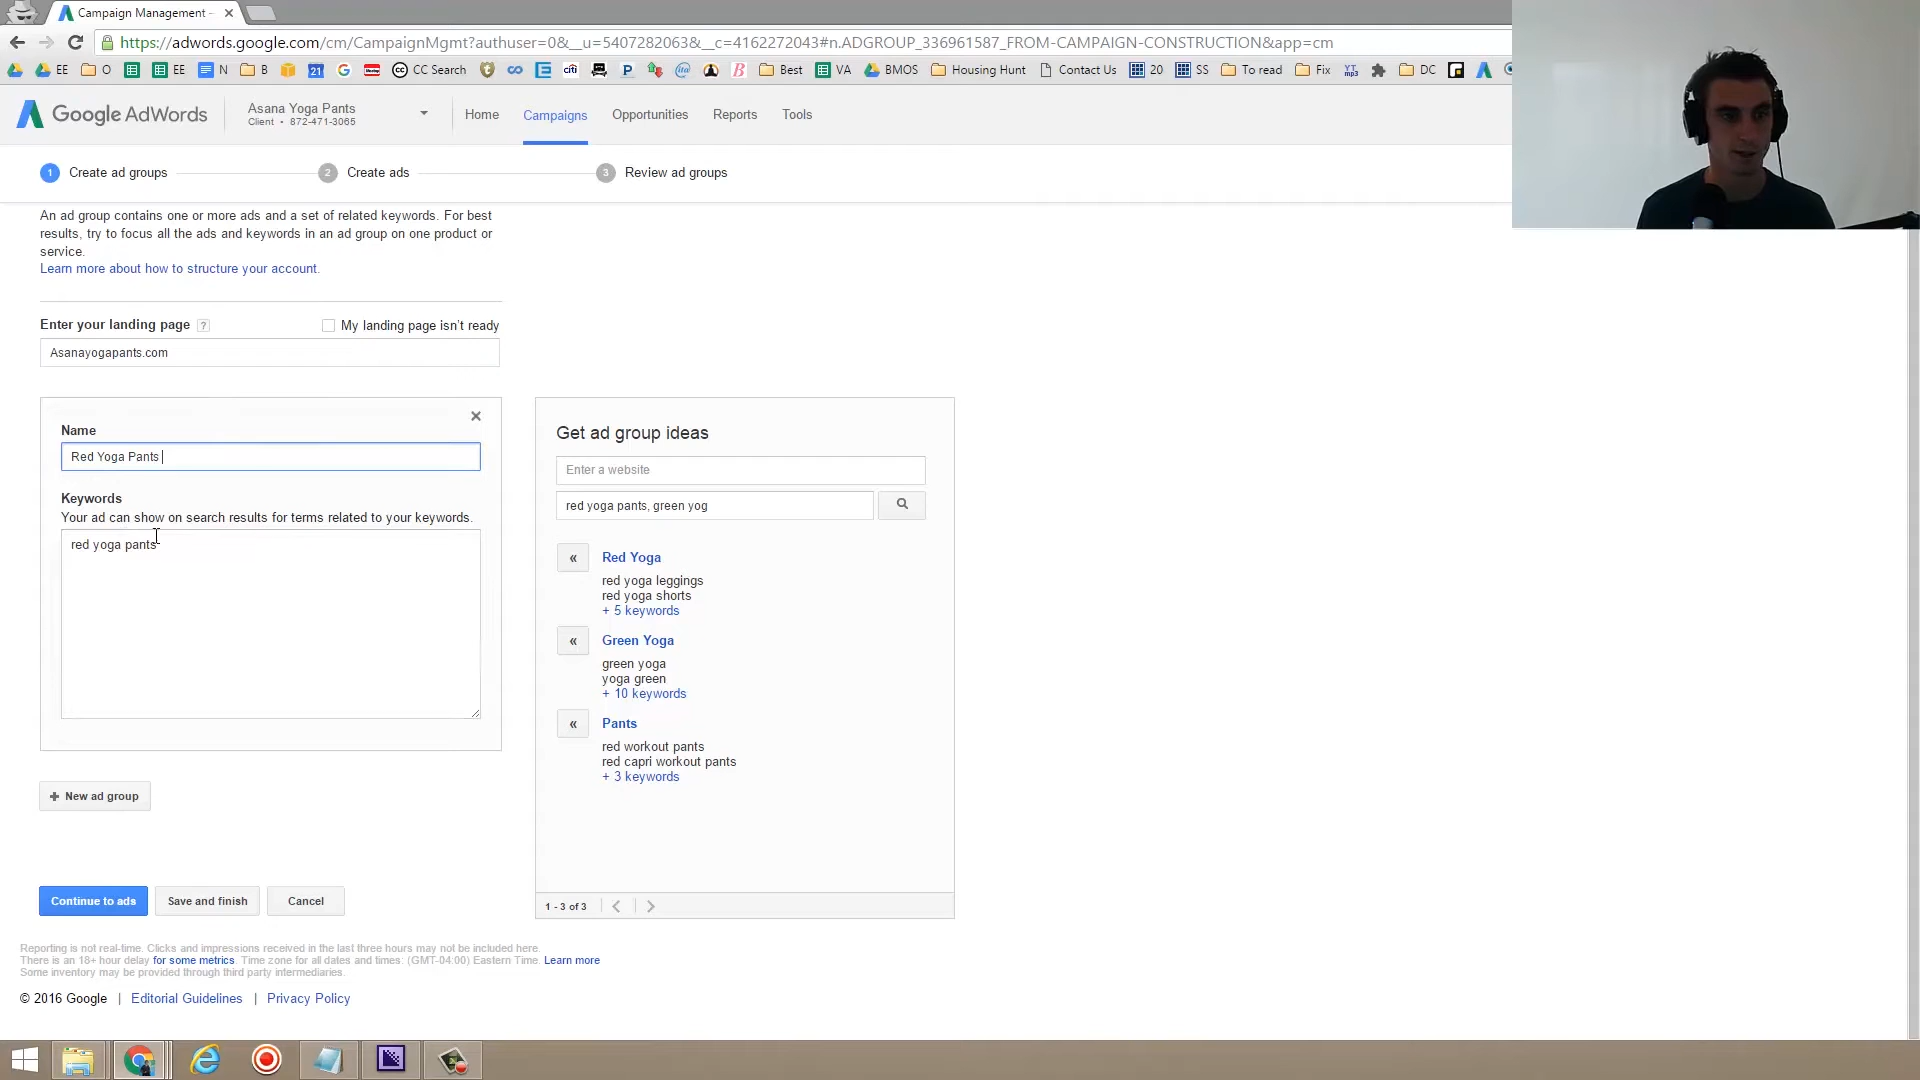 Campaign Management -
https://adwords.google.com/cm/CampaignMgmt?authuser=0&__u=5407282063&__c=4162272043#n.ADGROUP_336961587_FROM-CAMPAIGN-CONSTRUCTION&app=cm
EE O EE N B 21 G citi CC Search E P B Best VA BMOS Housing Hunt Contact Us 20 SS To read Fix DC
Google AdWords
Asana Yoga Pants
Client • 872-471-3065
Home Campaigns Opportunities Reports Tools
1 Create ad groups 2 Create ads 3 Review ad groups
An ad group contains one or more ads and a set of related keywords. For best
results, try to focus all the ads and keywords in an ad group on one product or
service.
Learn more about how to structure your account.
Enter your landing page ? My landing page isn't ready
Asanayogapants.com
Name
Red Yoga Pants
Keywords
Your ad can show on search results for terms related to your keywords.
red yoga pants
+ New ad group
Get ad group ideas
Enter a website
red yoga pants, green yog
« Red Yoga
red yoga leggings
red yoga shorts
+ 5 keywords
« Green Yoga
green yoga
yoga green
+ 10 keywords
« Pants
red workout pants
red capri workout pants
+ 3 keywords
1 - 3 of 3
Continue to ads Save and finish Cancel
Reporting is not real-time. Clicks and impressions received in the last three hours may not be included here.
There is an 18+ hour delay for some metrics. Time zone for all dates and times: (GMT-04:00) Eastern Time. Learn more
Some inventory may be provided through third party intermediaries.
© 2016 Google | Editorial Guidelines | Privacy Policy